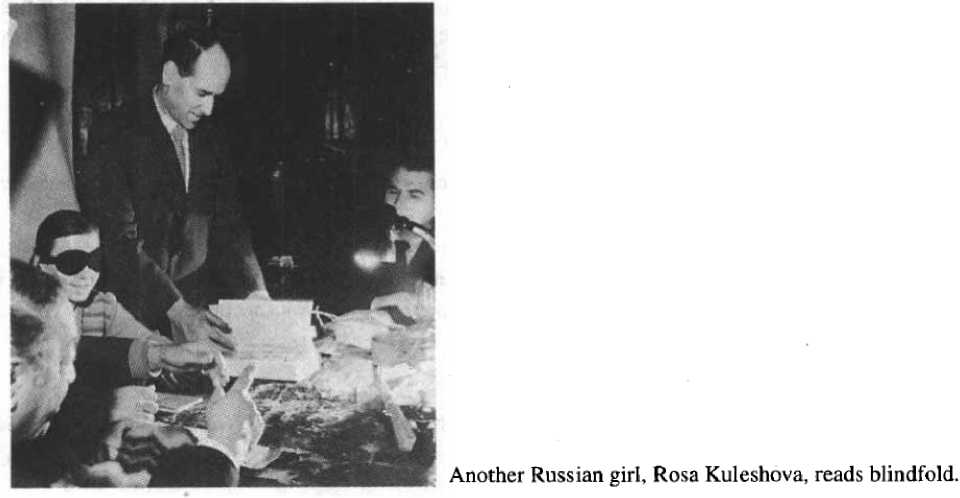 Another Russian girl, Rosa Kuleshova, reads blindfold.